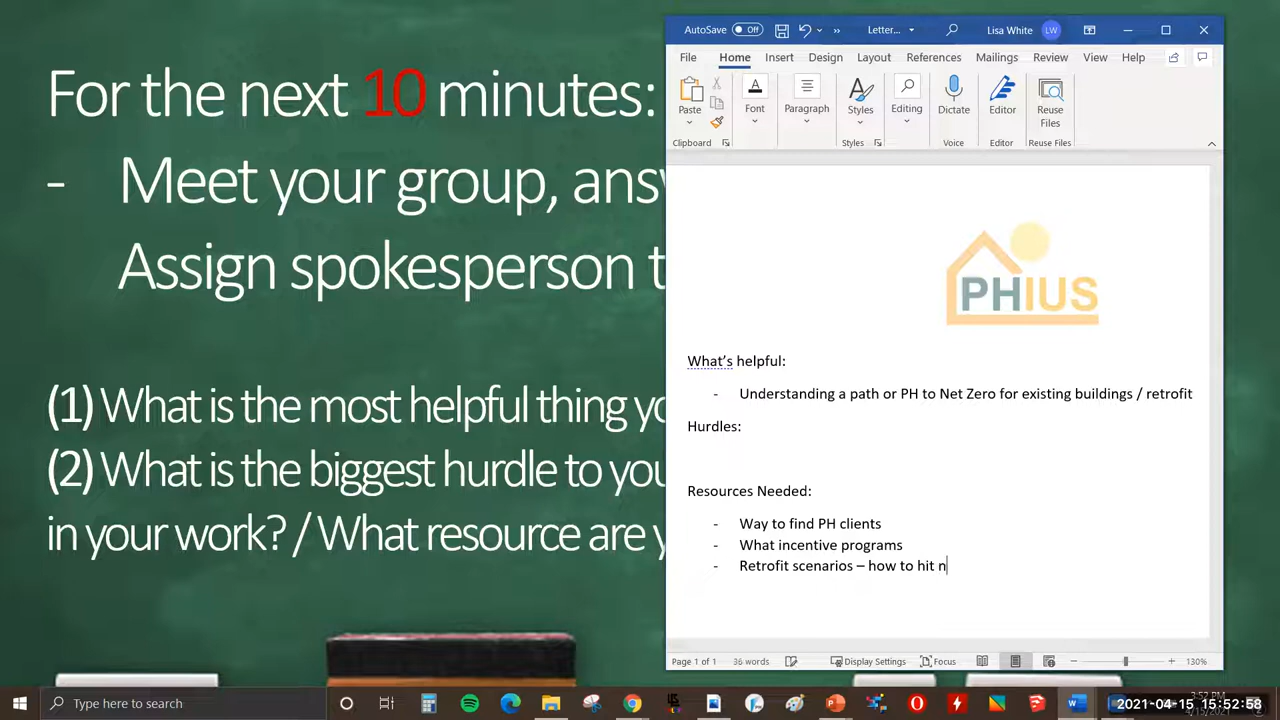 For the next 10 minutes:
- Meet your group, ans
Assign spokesperson t
(1) What is the most helpful thing yo
(2) What is the biggest hurdle to you
in your work? / What resource are y
AutoSave Off
Letter...
Lisa White LW
File Home Insert Design Layout References Mailings Review View Help
Paste Font Paragraph Styles Editing Dictate Editor Reuse Files
Clipboard Styles Voice Editor Reuse Files
PHIUS
What's helpful:
- Understanding a path or PH to Net Zero for existing buildings / retrofit
Hurdles:
Resources Needed:
- Way to find PH clients
- What incentive programs
- Retrofit scenarios – how to hit n
Page 1 of 1 36 words Display Settings Focus 130%
Type here to search
3:52 PM
2021-04-15 15:52:58